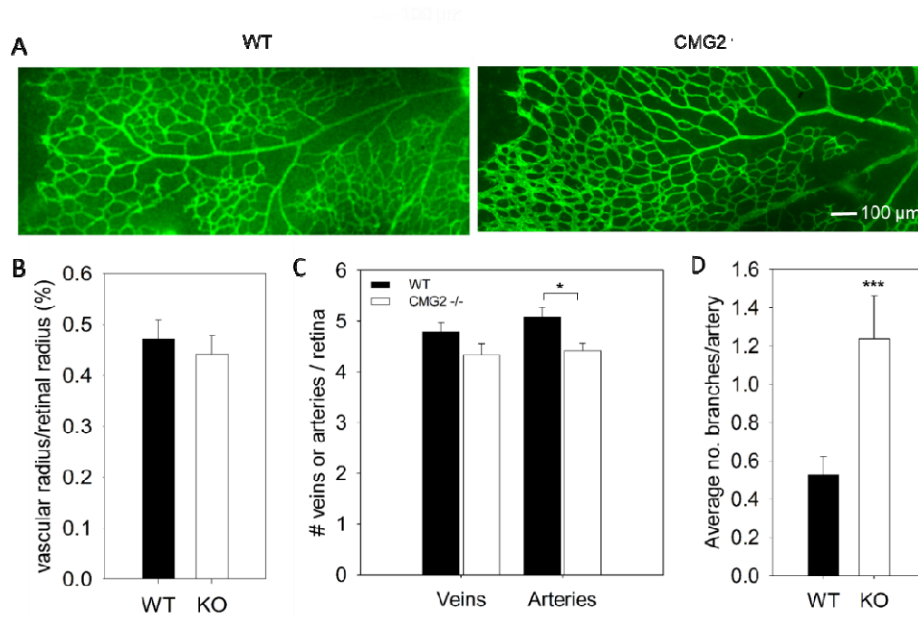 A
WT
CMG2
100 µm
B
vascular radius/retinal radius (%)
0.6
0.5
0.4
0.3
0.2
0.1
0.0
WT KO
C
# veins or arteries / retina
6
5
4
3
2
1
0
WT
CMG2 -/-
*
Veins Arteries
D
Average no. branches/artery
1.6
1.4
1.2
1.0
0.8
0.6
0.4
0.2
0.0
***
WT KO